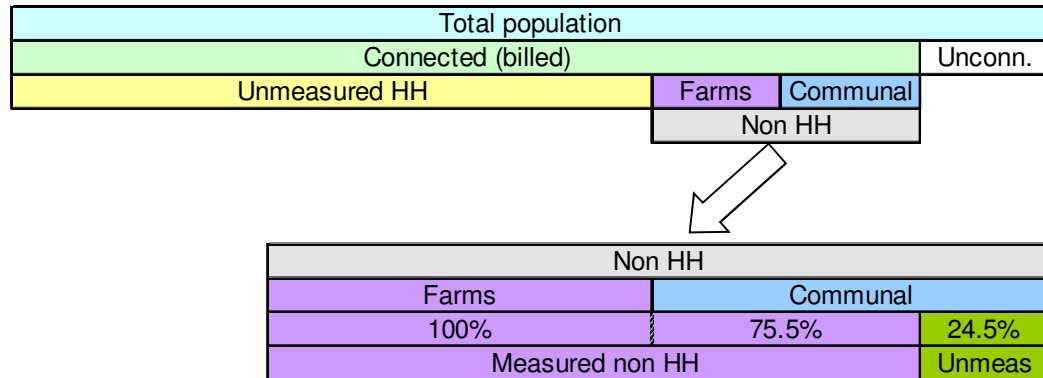 Total population
Connected (billed) Unconn.
Unmeasured HH Farms Communal
Non HH
Non HH
Farms Communal
100% 75.5% 24.5%
Measured non HH Unmeas